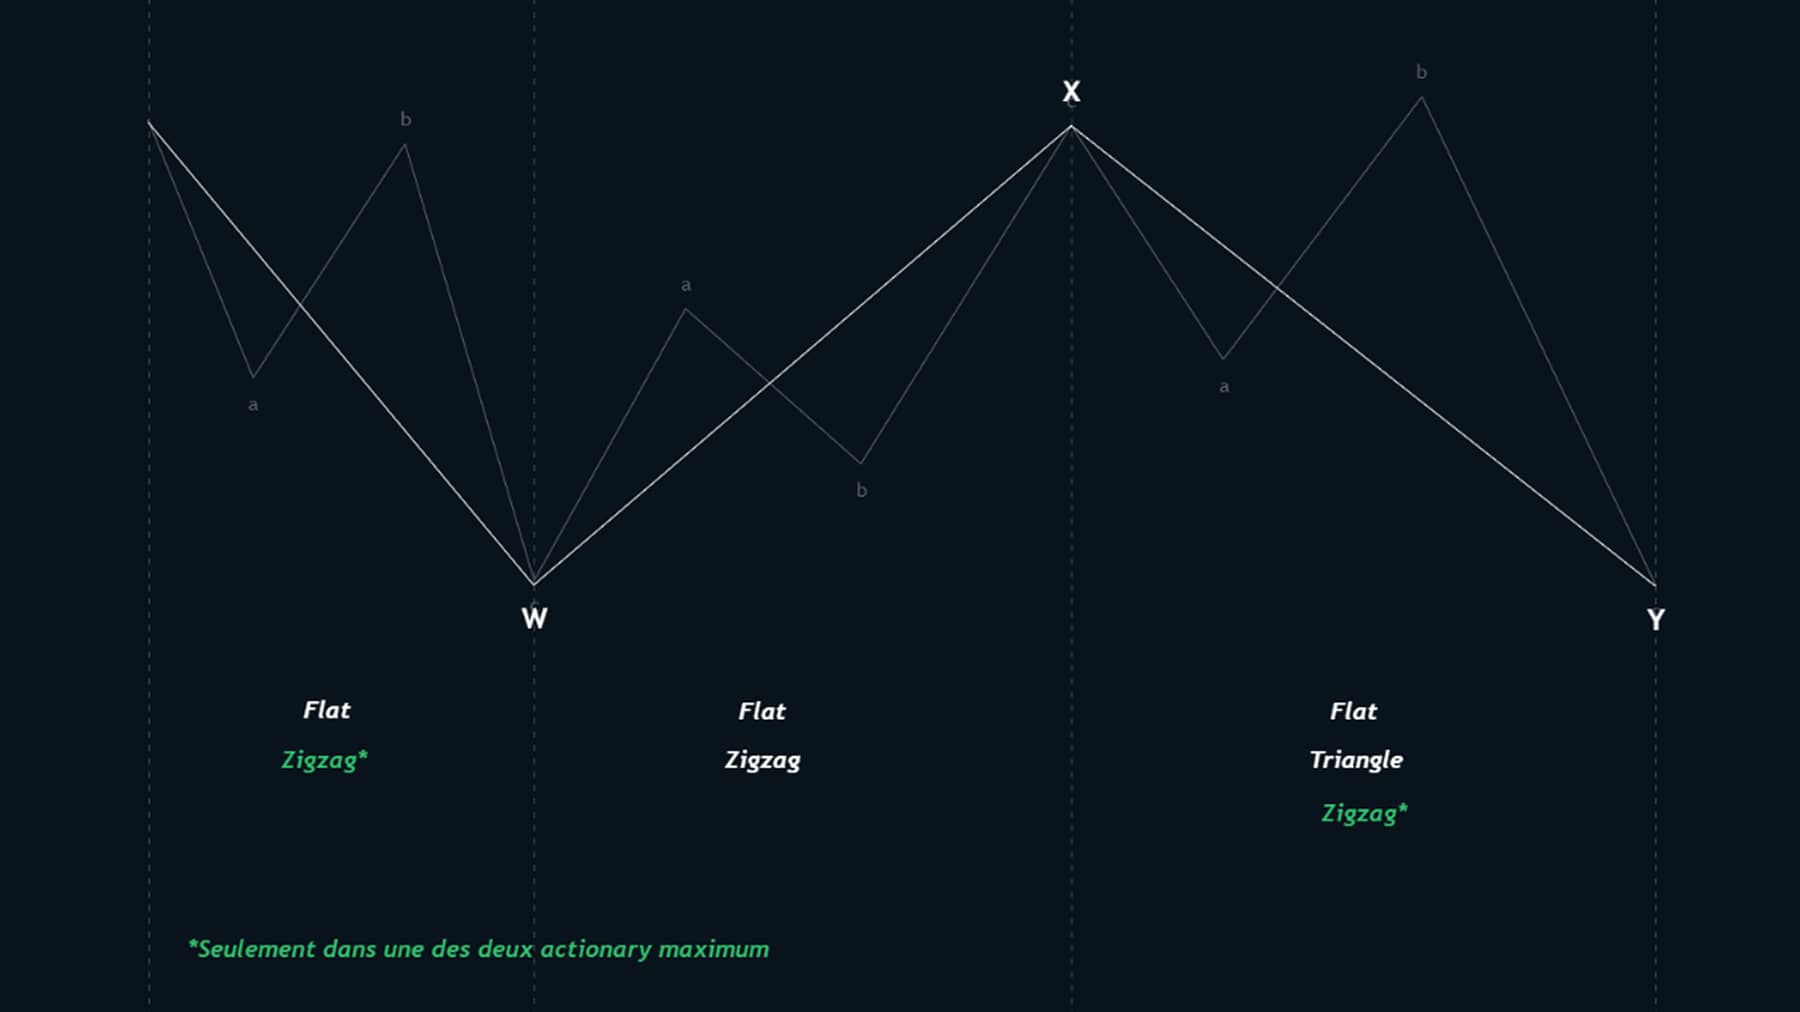 b
X
b
a
a
a
b
W
Y
Flat
Flat
Flat
Zigzag*
Zigzag
Triangle
Zigzag*
*Seulement dans une des deux actionary maximum